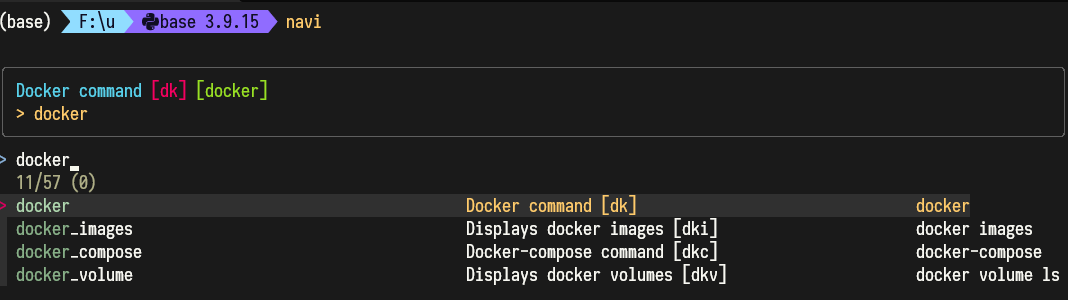 (base) F:\u base 3.9.15 navi
Docker command [dk] [docker]
> docker
> docker_
11/57 (0)
> docker Docker command [dk] docker
docker_images Displays docker images [dki] docker images
docker_compose Docker-compose command [dkc] docker-compose
docker_volume Displays docker volumes [dkv] docker volume ls